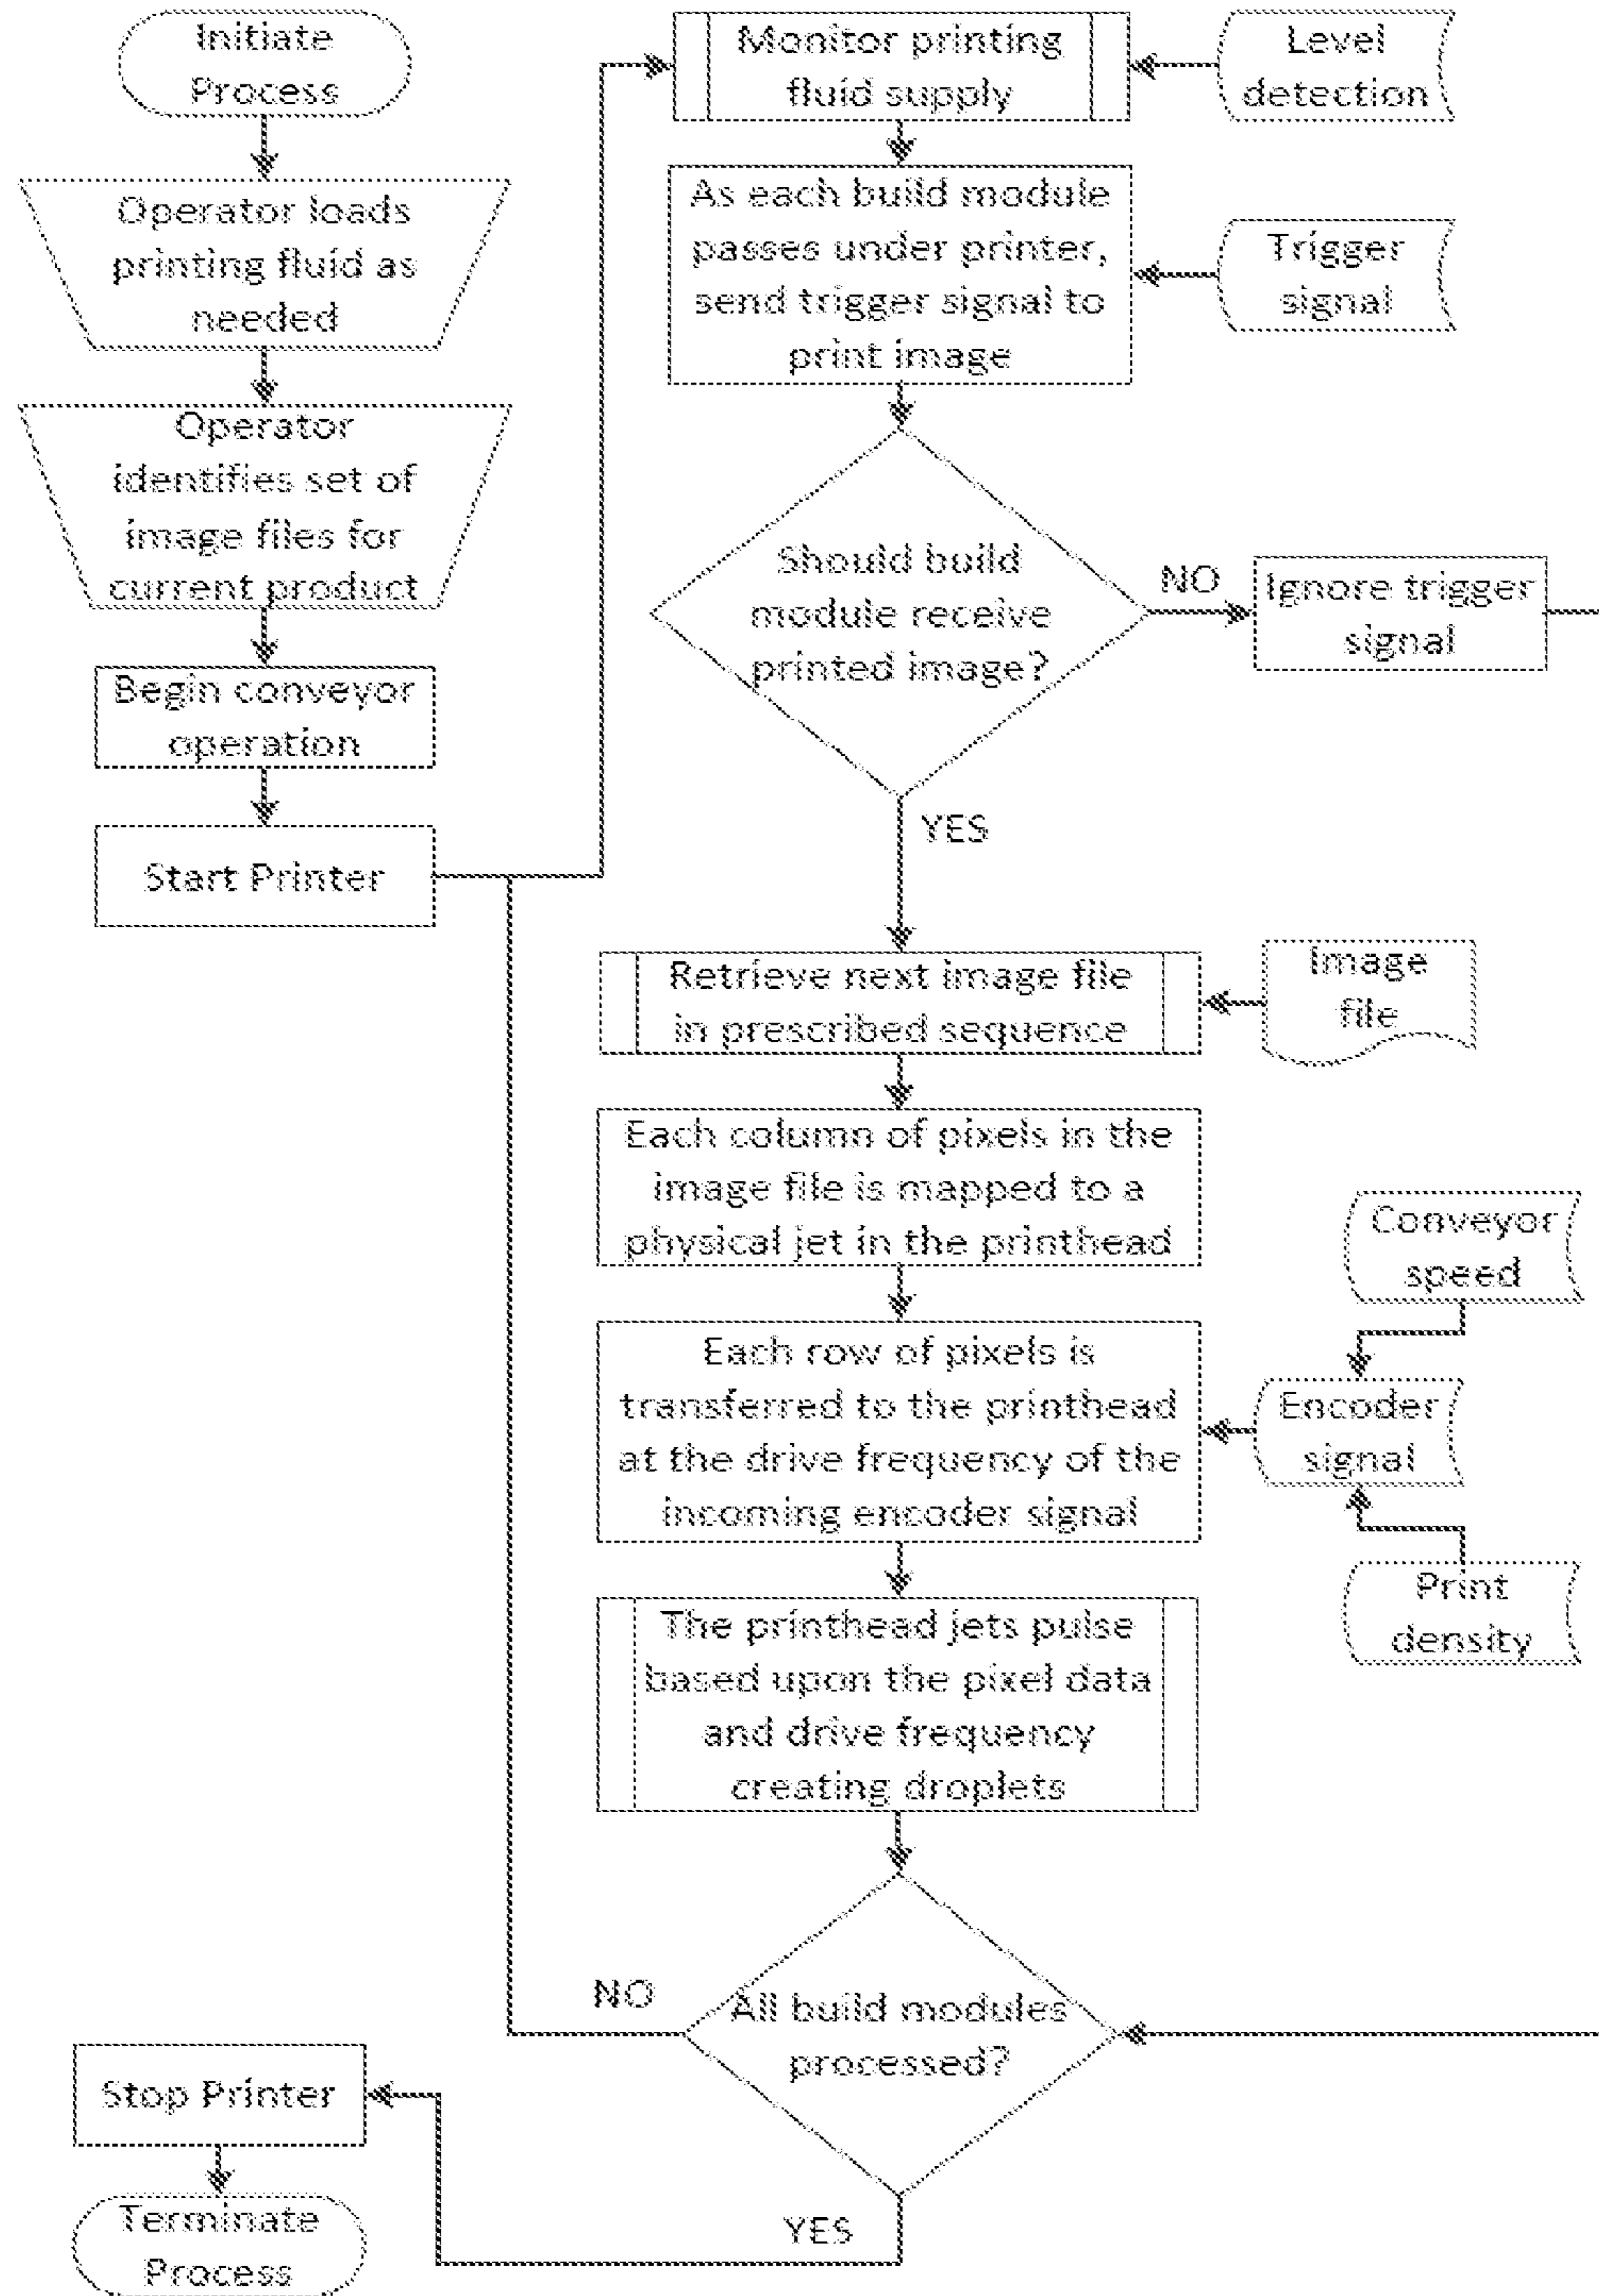 Initiate
Process
Operator loads
printing fluid as
needed
Operator
identifies set of
image files for
current product
Begin conveyor
operation
Start Printer
Monitor printing
fluid supply
Level
detection
As each build module
passes under printer,
send trigger signal to
print image
Trigger
signal
Should build
module receive
printed image?
NO
Ignore trigger
signal
YES
Retrieve next image file
in prescribed sequence
Image
file
Each column of pixels in the
image file is mapped to a
physical jet in the printhead
Conveyor
speed
Each row of pixels is
transferred to the printhead
at the drive frequency of the
incoming encoder signal
Encoder
signal
Print
density
The printhead jets pulse
based upon the pixel data
and drive frequency
creating droplets
NO
All build modules
processed?
YES
Stop Printer
Terminate
Process